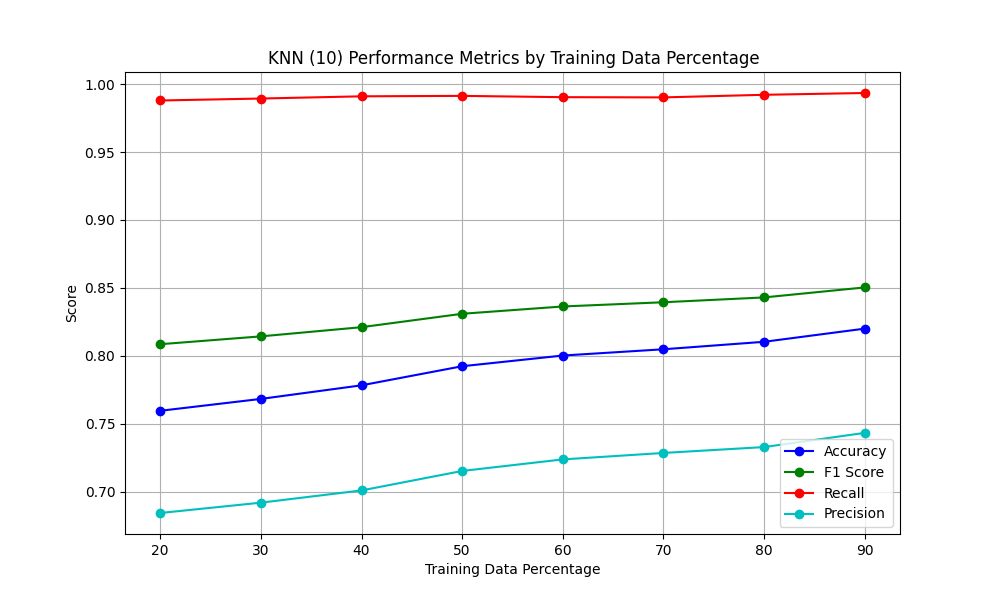 KNN (10) Performance Metrics by Training Data Percentage
Score
1.00
0.95
0.90
0.85
0.80
0.75
0.70
20 30 40 50 60 70 80 90
Training Data Percentage
Accuracy
F1 Score
Recall
Precision